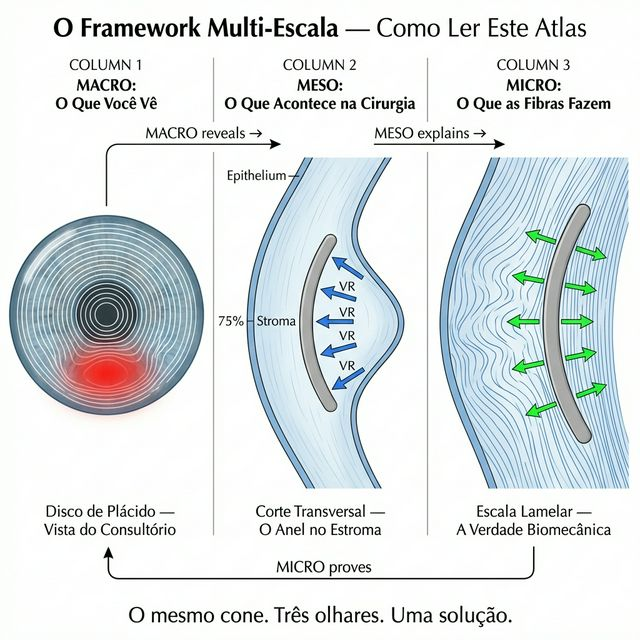 O Framework Multi-Escala — Como Ler Este Atlas
COLUMN 1
MACRO:
O Que Você Vê
COLUMN 2
MESO:
O Que Acontece na Cirurgia
COLUMN 3
MICRO:
O Que as Fibras Fazem
MACRO reveals →
MESO explains →
Epithelium
75%
Stroma
VR
VR
VR
VR
Disco de Plácido —
Vista do Consultório
Corte Transversal —
O Anel no Estroma
Escala Lamelar —
A Verdade Biomecânica
MICRO proves
O mesmo cone. Três olhares. Uma solução.